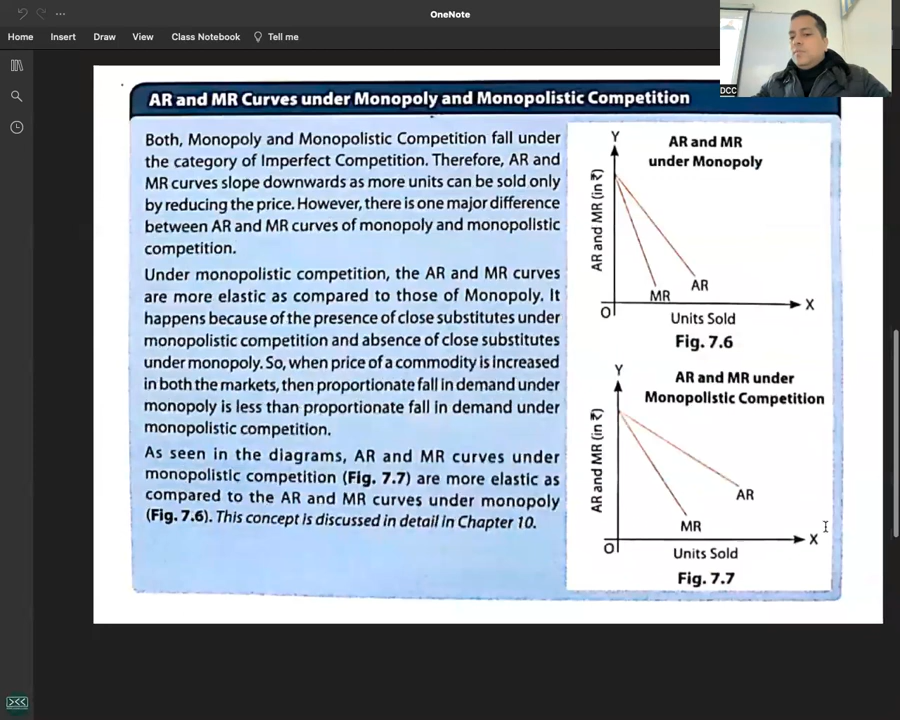 OneNote
Home Insert Draw View Class Notebook Tell me
DCC
AR and MR Curves under Monopoly and Monopolistic Competition
Both, Monopoly and Monopolistic Competition fall under
the category of Imperfect Competition. Therefore, AR and
MR curves slope downwards as more units can be sold only
by reducing the price. However, there is one major difference
between AR and MR curves of monopoly and monopolistic
competition.
Under monopolistic competition, the AR and MR curves
are more elastic as compared to those of Monopoly. It
happens because of the presence of close substitutes under
monopolistic competition and absence of close substitutes
under monopoly. So, when price of a commodity is increased
in both the markets, then proportionate fall in demand under
monopoly is less than proportionate fall in demand under
monopolistic competition.
As seen in the diagrams, AR and MR curves under
monopolistic competition (Fig. 7.7) are more elastic as
compared to the AR and MR curves under monopoly
(Fig. 7.6). This concept is discussed in detail in Chapter 10.
Y
AR and MR
under Monopoly
AR and MR (in ₹)
AR
MR
X
O
Units Sold
Fig. 7.6
Y
AR and MR under
Monopolistic Competition
AR and MR (in ₹)
AR
MR
X
O
Units Sold
Fig. 7.7